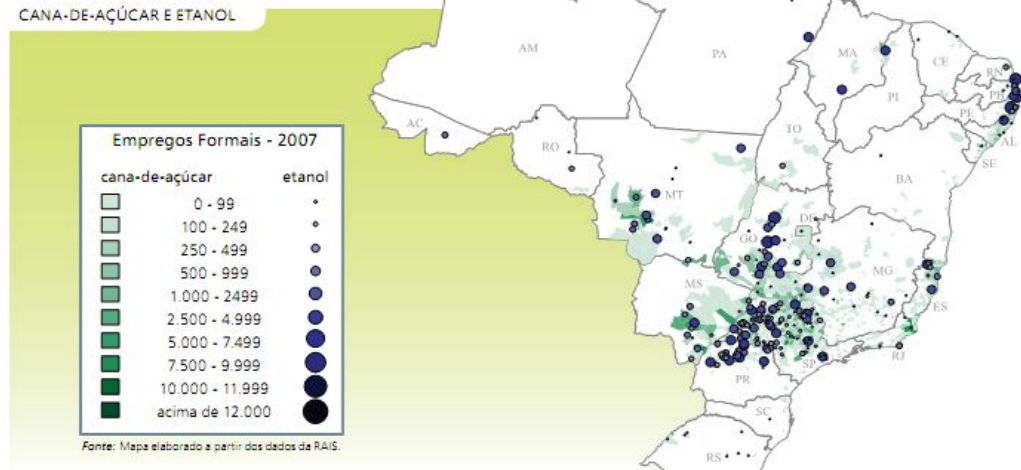 CANA-DE-AÇÚCAR E ETANOL
Empregos Formais - 2007
cana-de-açúcar etanol
0 - 99
100 - 249
250 - 499
500 - 999
1.000 - 2499
2.500 - 4.999
5.000 - 7.499
7.500 - 9.999
10.000 - 11.999
acima de 12.000
Fonte: Mapa elaborado a partir dos dados da RAIS.
AM
PA
MA
CE
RN
PB
PE
PI
AL
SE
AC
RO
TO
BA
MT
DF
GO
MG
MS
ES
SP
RJ
PR
SC
RS